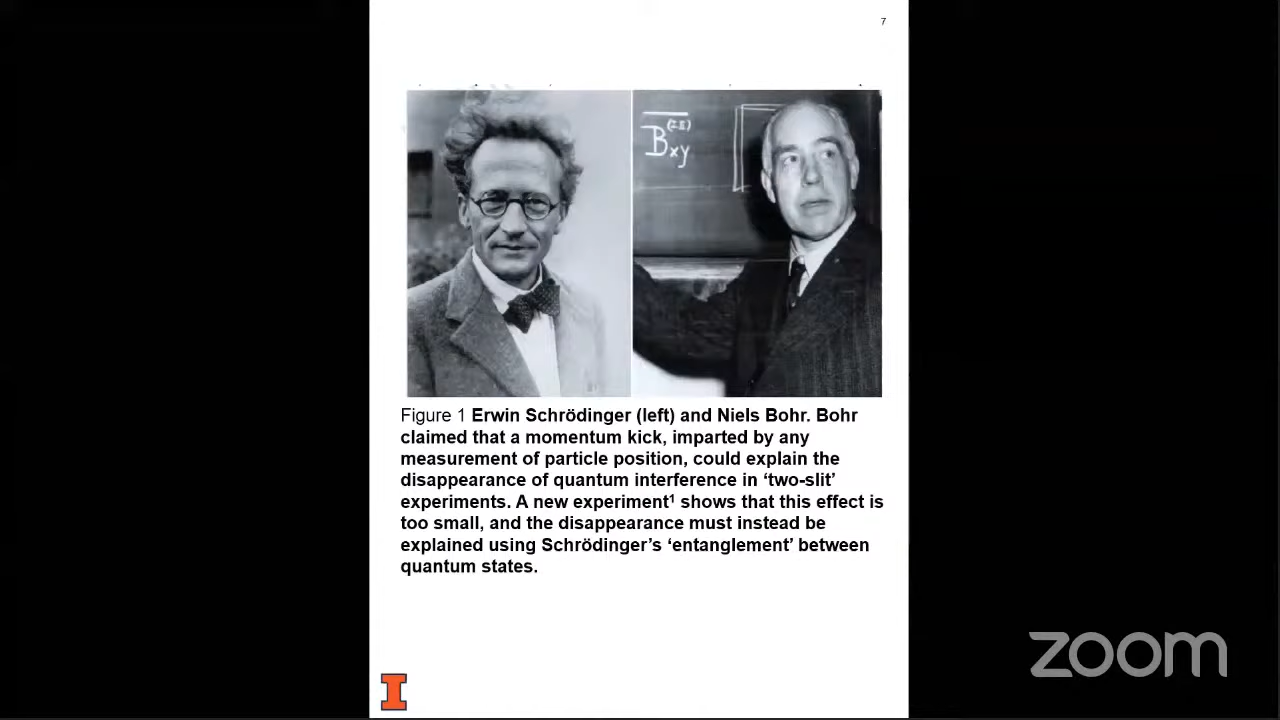 7
B̅xy(IE)
Figure 1 Erwin Schrödinger (left) and Niels Bohr. Bohr
claimed that a momentum kick, imparted by any
measurement of particle position, could explain the
disappearance of quantum interference in ‘two-slit’
experiments. A new experiment¹ shows that this effect is
too small, and the disappearance must instead be
explained using Schrödinger’s ‘entanglement’ between
quantum states.
zoom
I